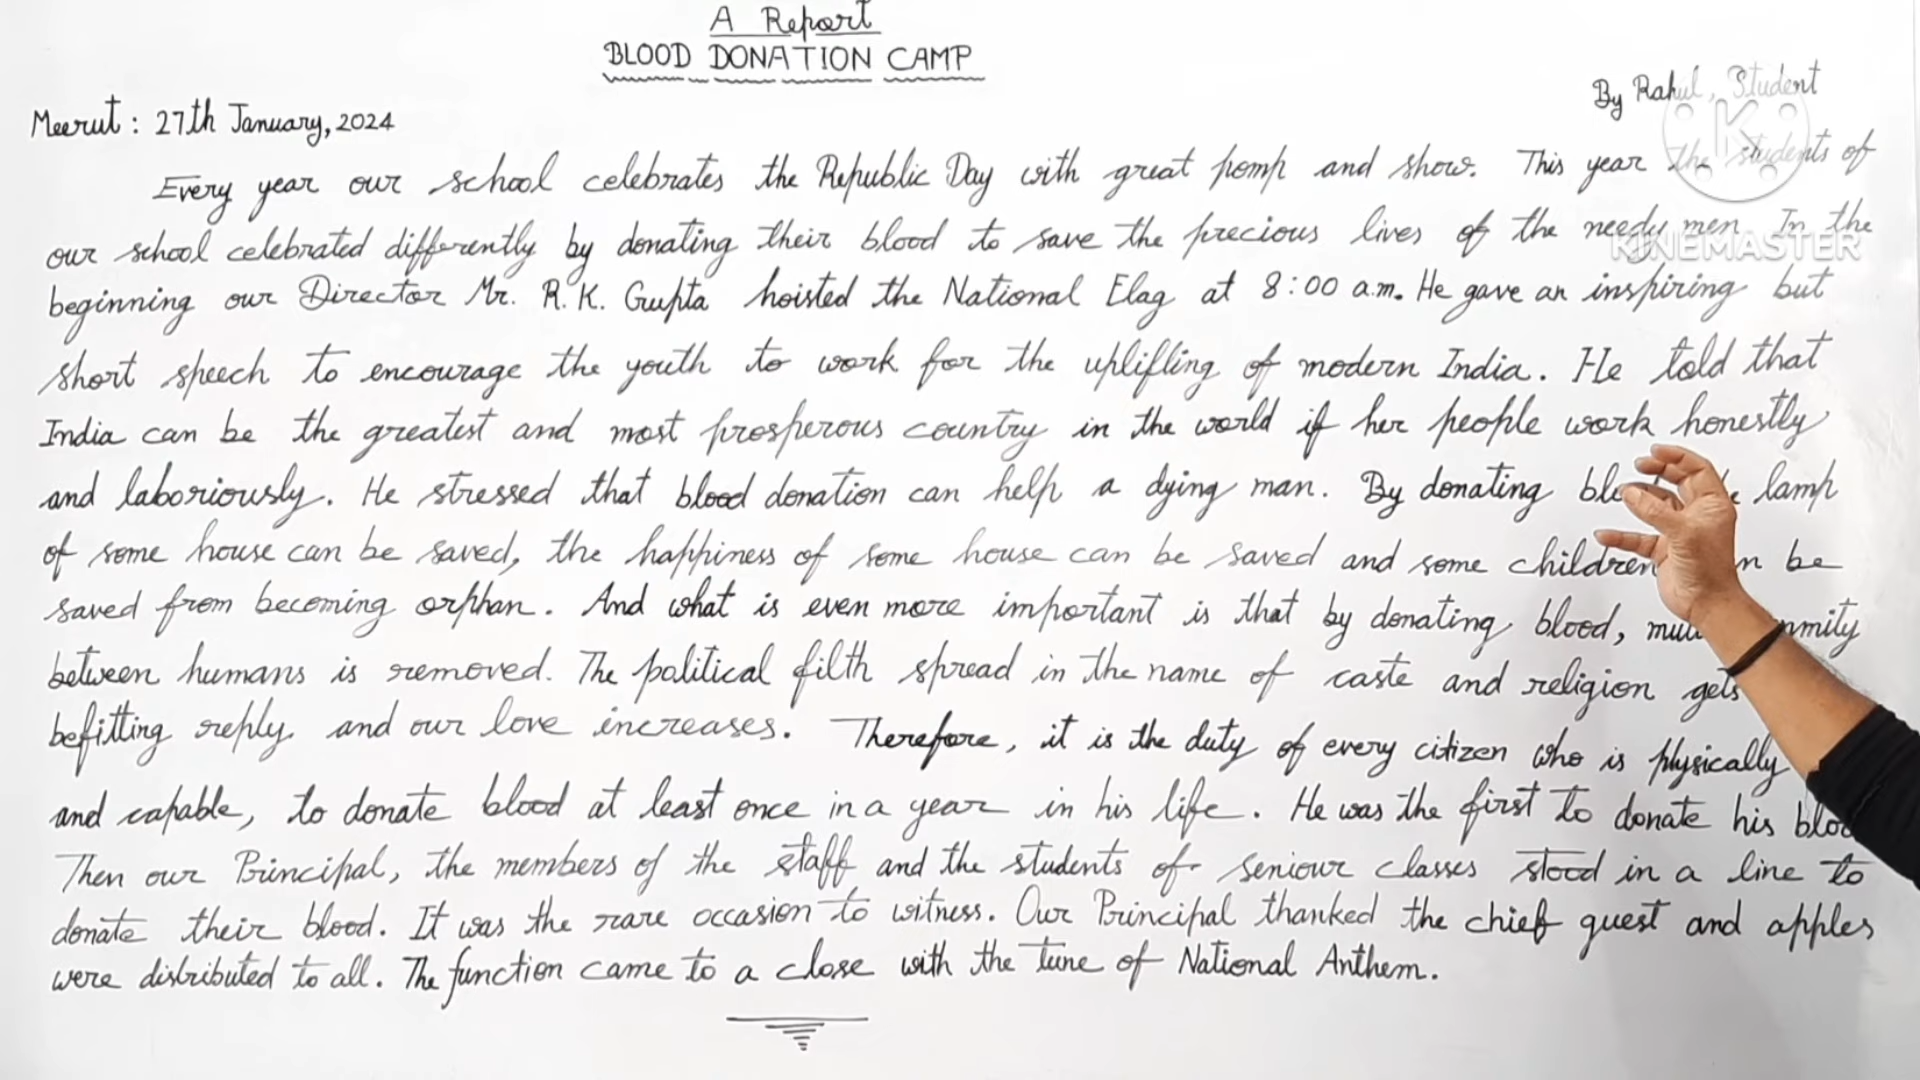 A Report
BLOOD DONATION CAMP
By Rahul, Student
Meerut: 27th January, 2024
Every year our school celebrates the Republic Day with great pomp and show. This year the students of
our school celebrated differently by donating their blood to save the precious lives of the needy men. In the
KINEMASTER
beginning our Director Mr. R.K. Gupta hoisted the National Flag at 8:00 a.m. He gave an inspiring but
short speech to encourage the youth to work for the uplifting of modern India. He told that
India can be the greatest and most prosperous country in the world if her people work honestly
and laboriously. He stressed that blood donation can help a dying man. By donating lamp
of some house can be saved, the happiness of some house can be saved and some children be
saved from becoming orphan. And what is even more important is that by donating blood,
between humans is removed. The political filth spread in the name of caste and religion gets
befitting reply and our love increases. Therefore, it is the duty of every citizen who is physically
and capable, to donate blood at least once in a year in his life. He was the first to donate his
Then our Principal, the members of the staff and the students of seniour classes stood in a line to
donate their blood. It was the rare occasion to witness. Our Principal thanked the chief guest and apples
were distributed to all. The function came to a close with the tune of National Anthem.